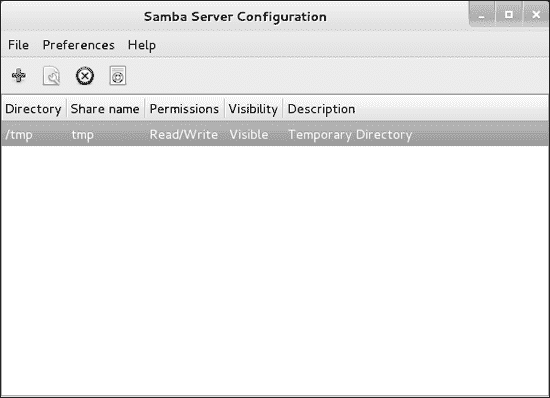 Samba Server Configuration
File Preferences Help
Directory Share name Permissions Visibility Description
/tmp tmp Read/Write Visible Temporary Directory